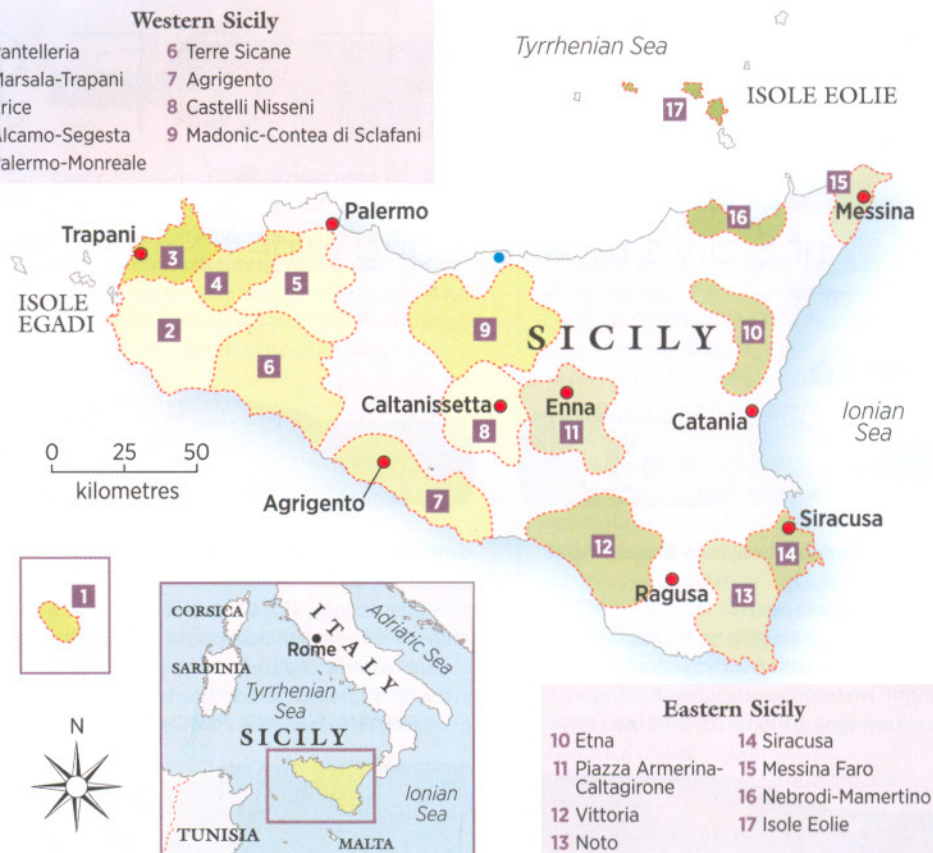 Western Sicily
antelleria
Marsala-Trapani
rice
Alcamo-Segesta
Palermo-Monreale
6 Terre Sicane
7 Agrigento
8 Castelli Nisseni
9 Madonic-Contea di Sclafani
Tyrrhenian Sea
17
ISOLE EOLIE
15
16
Messina
Palermo
Trapani
3
4
5
ISOLE
EGADI
2
9
SICILY
10
6
Caltanissetta
Enna
8
11
Catania
Ionian
Sea
0 25 50
kilometres
Agrigento
7
Siracusa
12
14
Ragusa
13
1
N
CORSICA
ITALY
Adriatic Sea
Rome
SARDINIA
Tyrrhenian
Sea
SICILY
Ionian
Sea
TUNISIA
MALTA
Eastern Sicily
10 Etna
11 Piazza Armerina-
Caltagirone
12 Vittoria
13 Noto
14 Siracusa
15 Messina Faro
16 Nebrodi-Mamertino
17 Isole Eolie